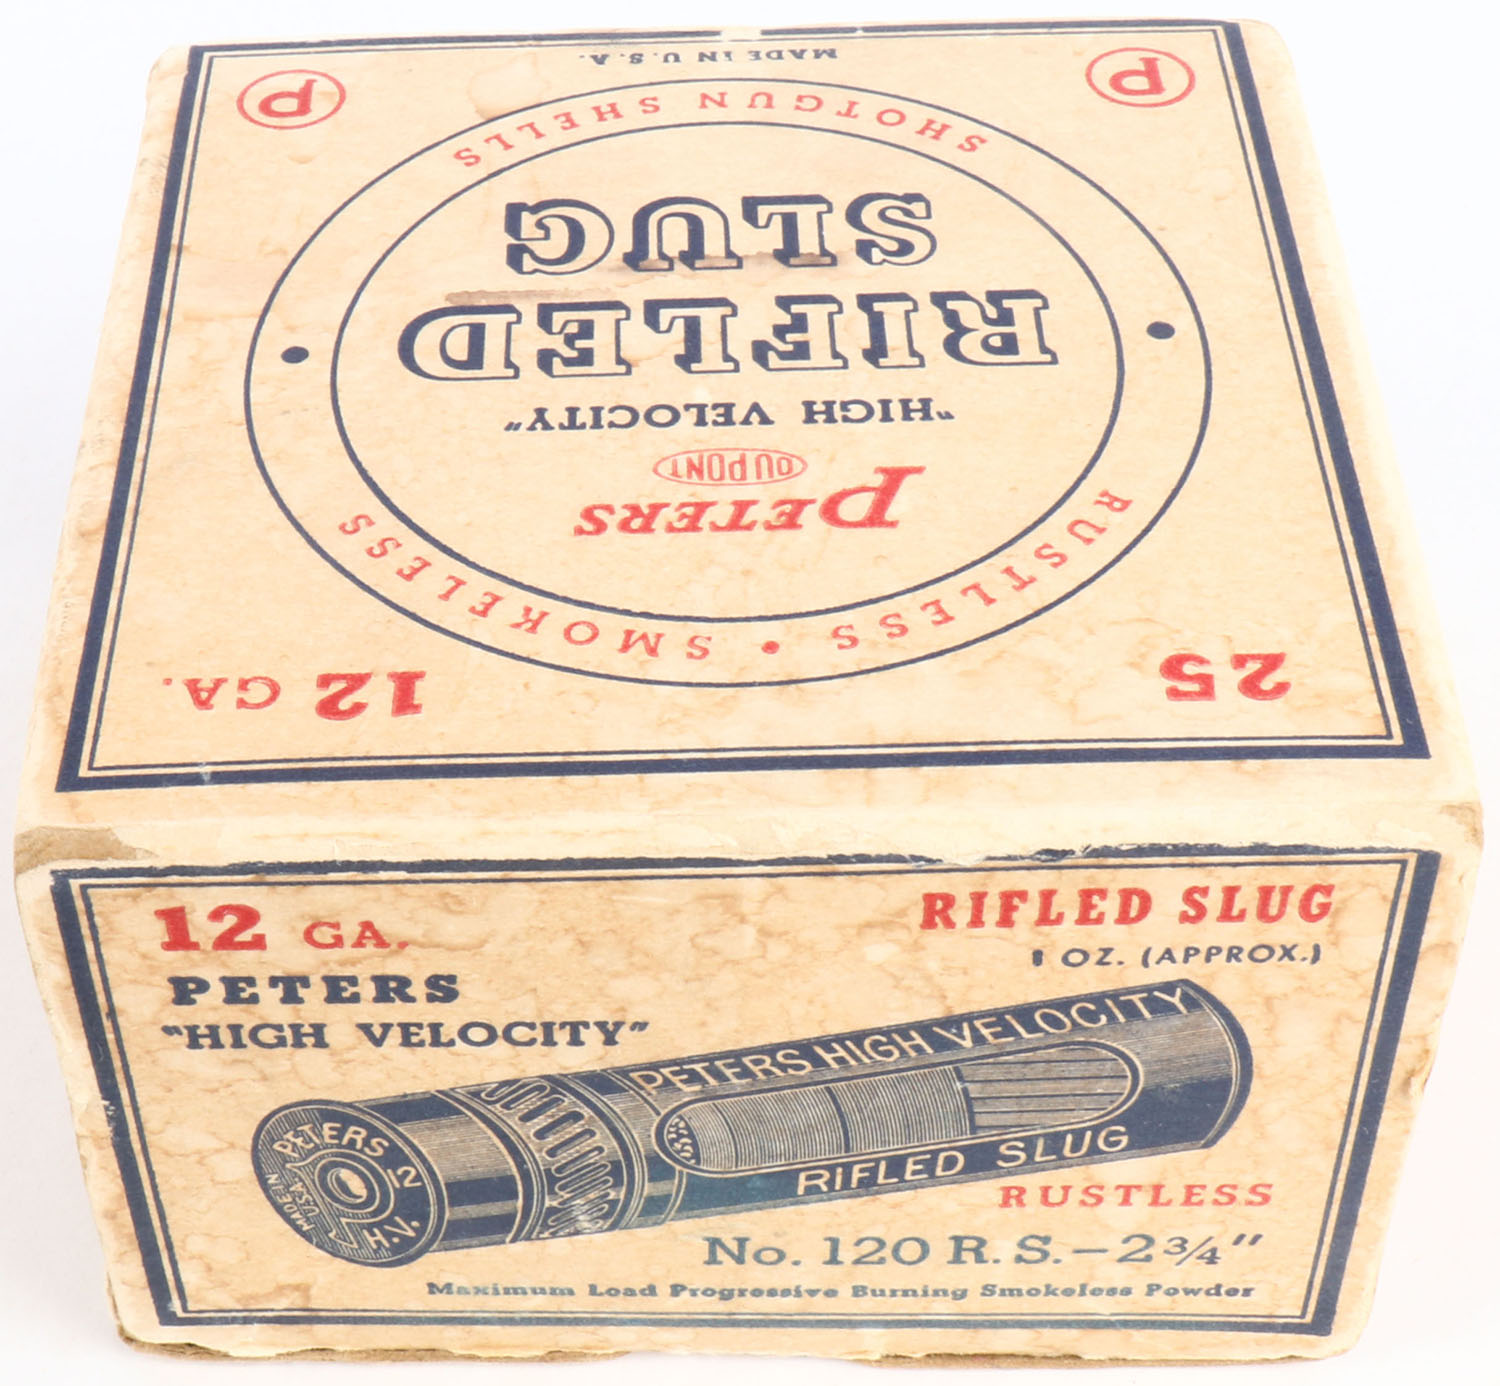 25
12 GA.
RUSTLESS • SMOKELESS
PETERS
DUPONT
"HIGH VELOCITY"
RIFLED
SLUG
SHOTGUN SHELLS
P
P
MADE IN U.S.A.
12 GA.
PETERS
"HIGH VELOCITY"
RIFLED SLUG
1 OZ. (APPROX.)
PETERS HIGH VELOCITY
RIFLED SLUG
PETERS
12
H.V.
MADE IN
U.S.A.
RUSTLESS
No. 120 R.S. – 2 3/4"
Maximum Load Progressive Burning Smokeless Powder